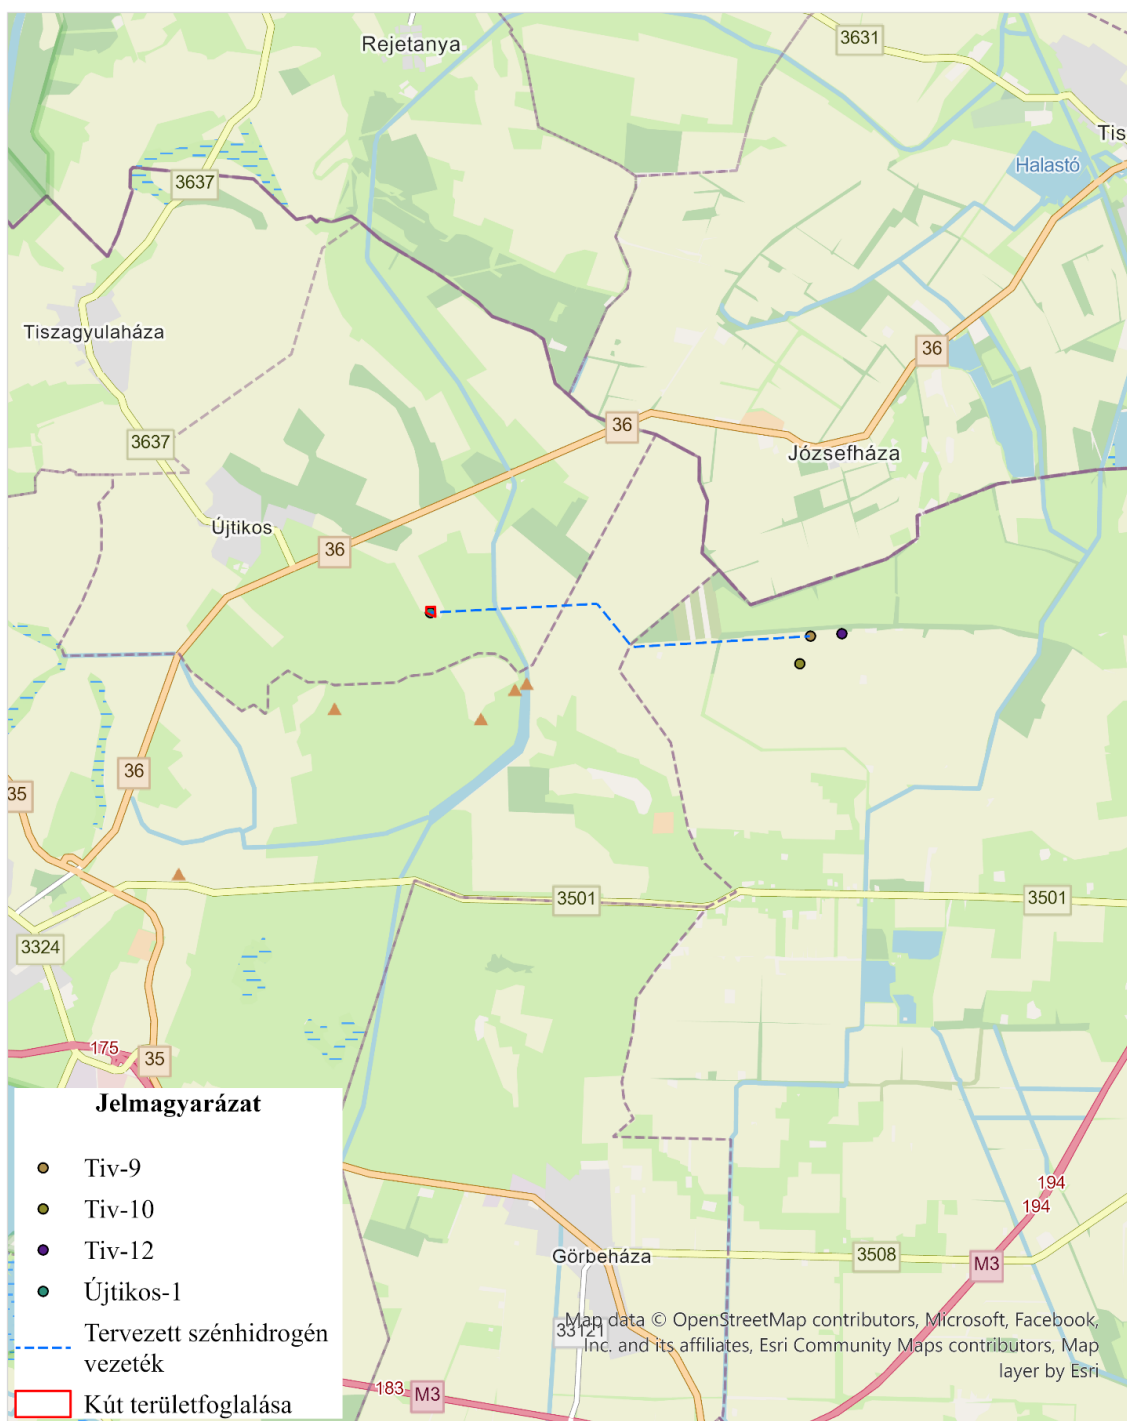 Rejetanya
3631
Tis
Halastó
3637
Tiszagyulaháza
36
36
3637
Józsefháza
Újtikos
36
36
35
3501
3501
3324
175
35
Jelmagyarázat
Tiv-9
Tiv-10
Tiv-12
Újtikos-1
Tervezett szénhidrogén
vezeték
Kút területfoglalása
194
194
Görbeháza
3508
M3
33121
Map data © OpenStreetMap contributors, Microsoft, Facebook,
Inc. and its affiliates, Esri Community Maps contributors, Map
layer by Esri
183
M3